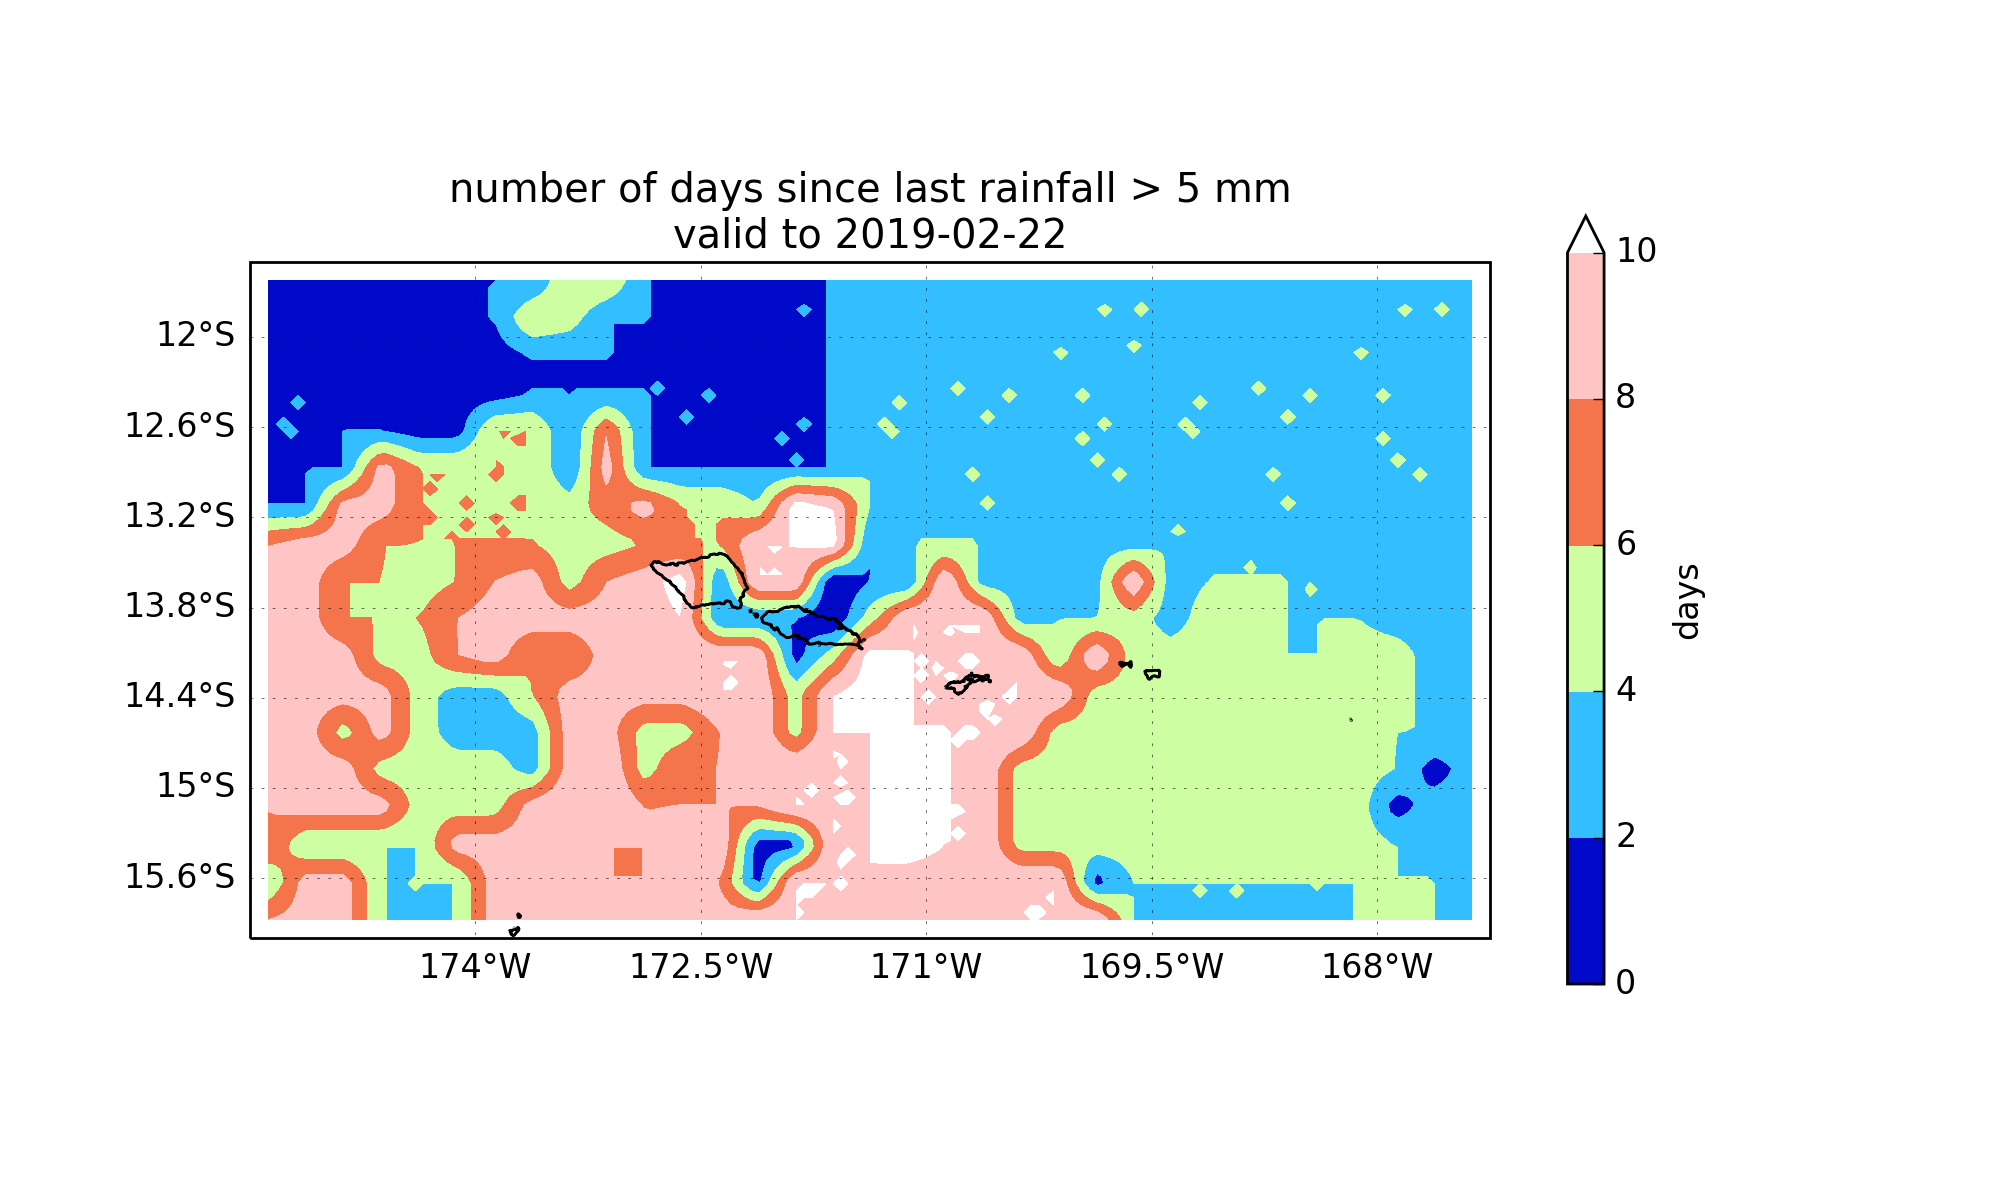 number of days since last rainfall > 5 mm
valid to 2019-02-22
12°S
12.6°S
13.2°S
13.8°S
14.4°S
15°S
15.6°S
174°W
172.5°W
171°W
169.5°W
168°W
10
8
6
4
2
0
days